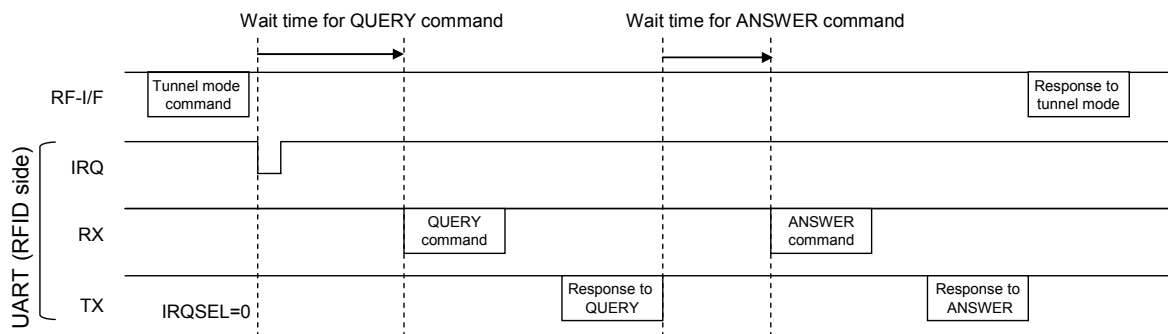 Wait time for QUERY command
Wait time for ANSWER command
RF-I/F
Tunnel mode
command
Response to
tunnel mode
UART (RFID side)
IRQ
RX
QUERY
command
ANSWER
command
TX
IRQSEL=0
Response to
QUERY
Response to
ANSWER